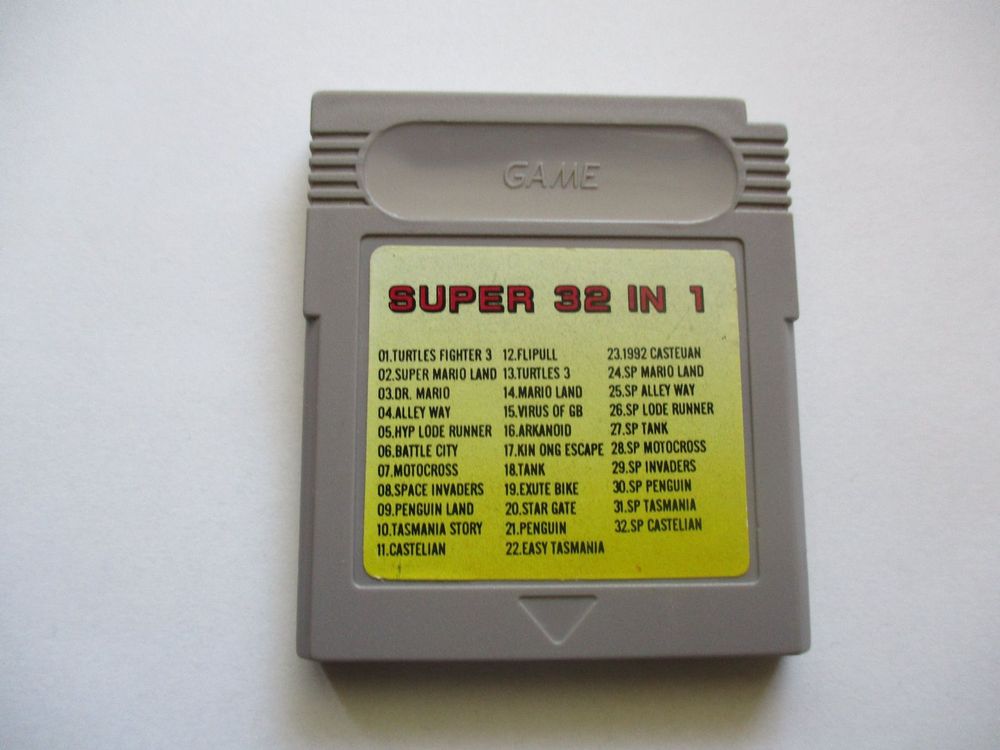 GAME
SUPER 32 IN 1
01.TURTLES FIGHTER 3
02.SUPER MARIO LAND
03.DR. MARIO
04.ALLEY WAY
05.HYP LODE RUNNER
06.BATTLE CITY
07.MOTOCROSS
08.SPACE INVADERS
09.PENGUIN LAND
10.TASMANIA STORY
11.CASTELIAN
12.FLIPULL
13.TURTLES 3
14.MARIO LAND
15.VIRUS OF GB
16.ARKANOID
17.KIN ONG ESCAPE
18.TANK
19.EXUTE BIKE
20.STAR GATE
21.PENGUIN
22.EASY TASMANIA
23.1992 CASTEUAN
24.SP MARIO LAND
25.SP ALLEY WAY
26.SP LODE RUNNER
27.SP TANK
28.SP MOTOCROSS
29.SP INVADERS
30.SP PENGUIN
31.SP TASMANIA
32.SP CASTELIAN